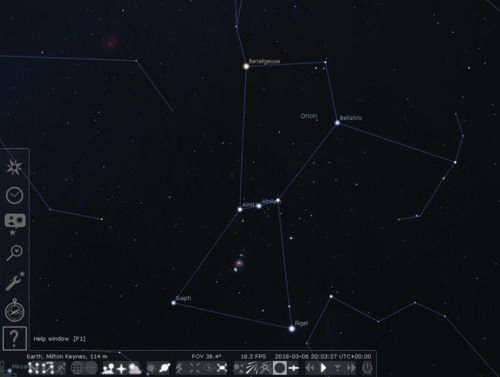 Betelgeuse
Orion
Bellatrix
Alnitak
Saiph
Rigel
Help window [F1]
Earth, Milton Keynes, 114 m
FOV 36.4°
18.2 FPS
2018-03-06 20:03:27 UTC+00:00